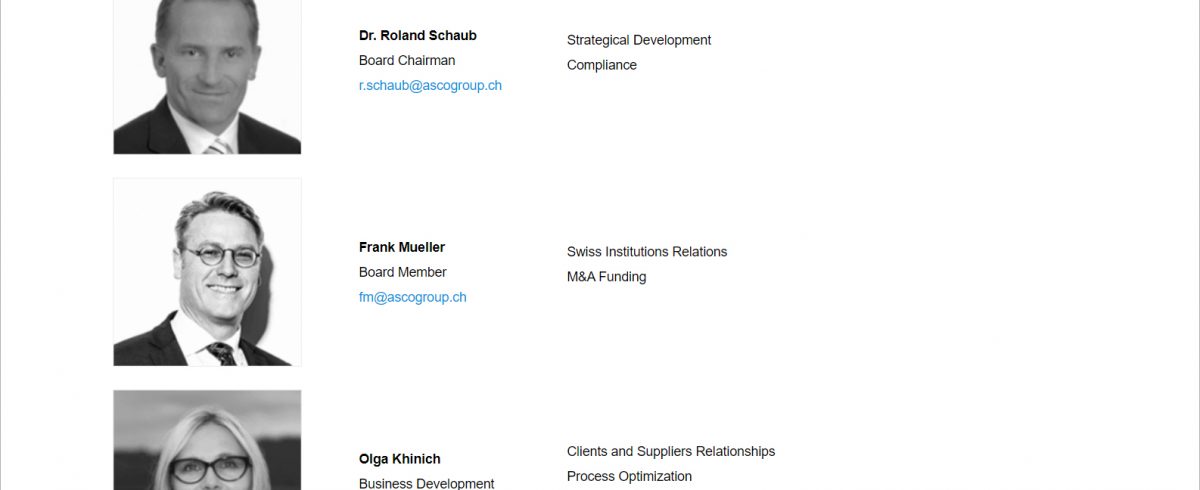 Dr. Roland Schaub
Board Chairman
r.schaub@ascogroup.ch
Strategical Development
Compliance
Frank Mueller
Board Member
fm@ascogroup.ch
Swiss Institutions Relations
M&A Funding
Olga Khinich
Business Development
Clients and Suppliers Relationships
Process Optimization